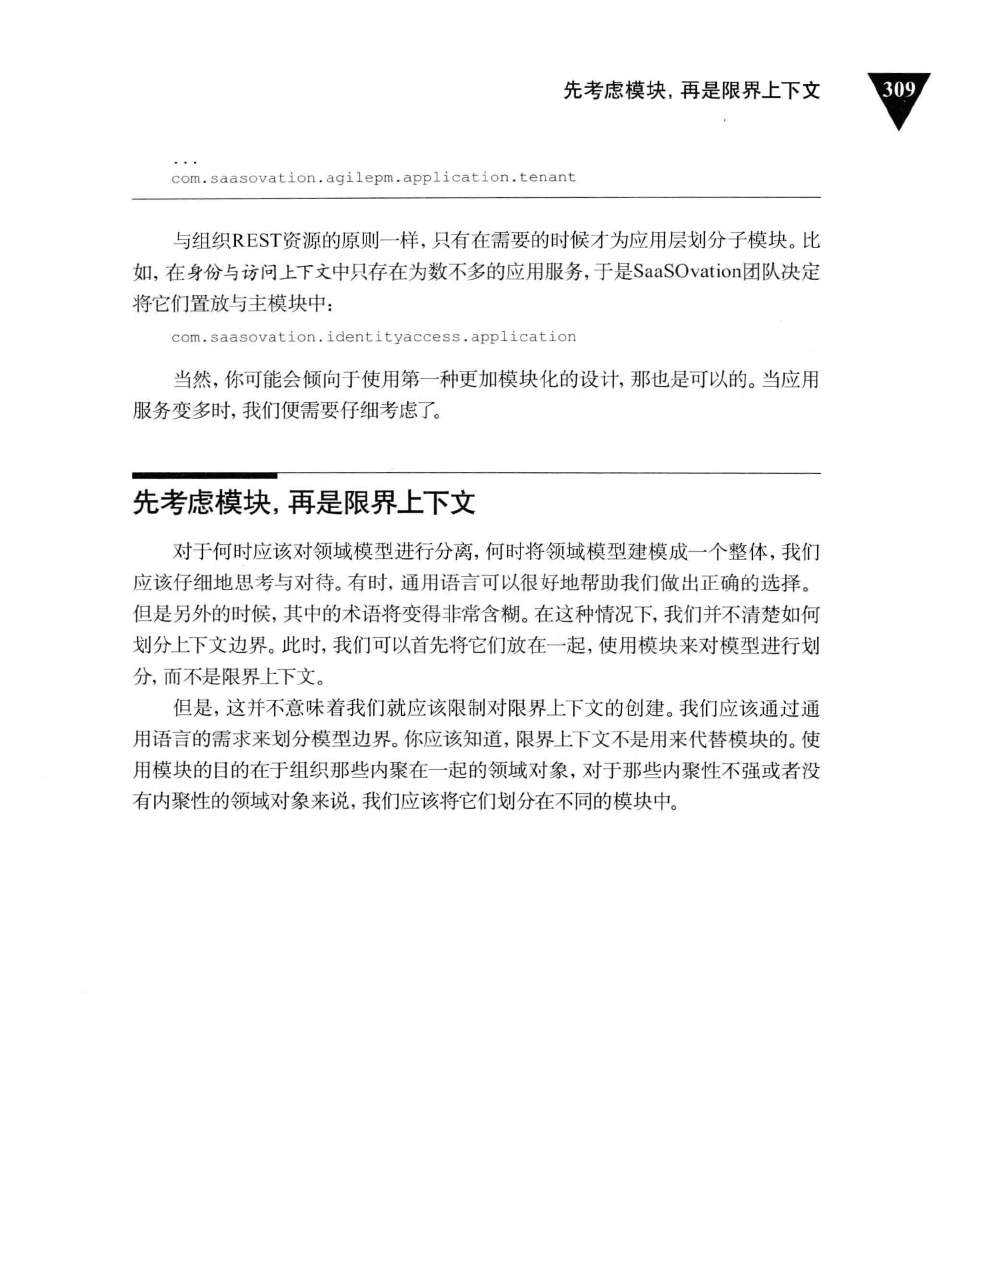 先考虑模块, 再是限界上下文
309
...
com.saasovation.agilepm.application.tenant
与组织REST资源的原则一样, 只有在需要的时候才为应用层划分子模块。比
如, 在身份与访问上下文中只存在为数不多的应用服务, 于是SaaSOvation团队决定
将它们置放与主模块中:
com.saasovation.identityaccess.application
当然, 你可能会倾向于使用第一种更加模块化的设计, 那也是可以的。当应用
服务变多时, 我们便需要仔细考虑了。
先考虑模块, 再是限界上下文
对于何时应该对领域模型进行分离, 何时将领域模型建模成一个整体, 我们
应该仔细地思考与对待。有时, 通用语言可以很好地帮助我们做出正确的选择。
但是另外的时候, 其中的术语将变得非常含糊。在这种情况下, 我们并不清楚如何
划分上下文边界。此时, 我们可以首先将它们放在一起, 使用模块来对模型进行划
分, 而不是限界上下文。
但是, 这并不意味着我们就应该限制对限界上下文的创建。我们应该通过通
用语言的需求来划分模型边界。你应该知道, 限界上下文不是用来代替模块的。使
用模块的目的在于组织那些内聚在一起的领域对象, 对于那些内聚性不强或者没
有内聚性的领域对象来说, 我们应该将它们划分在不同的模块中。